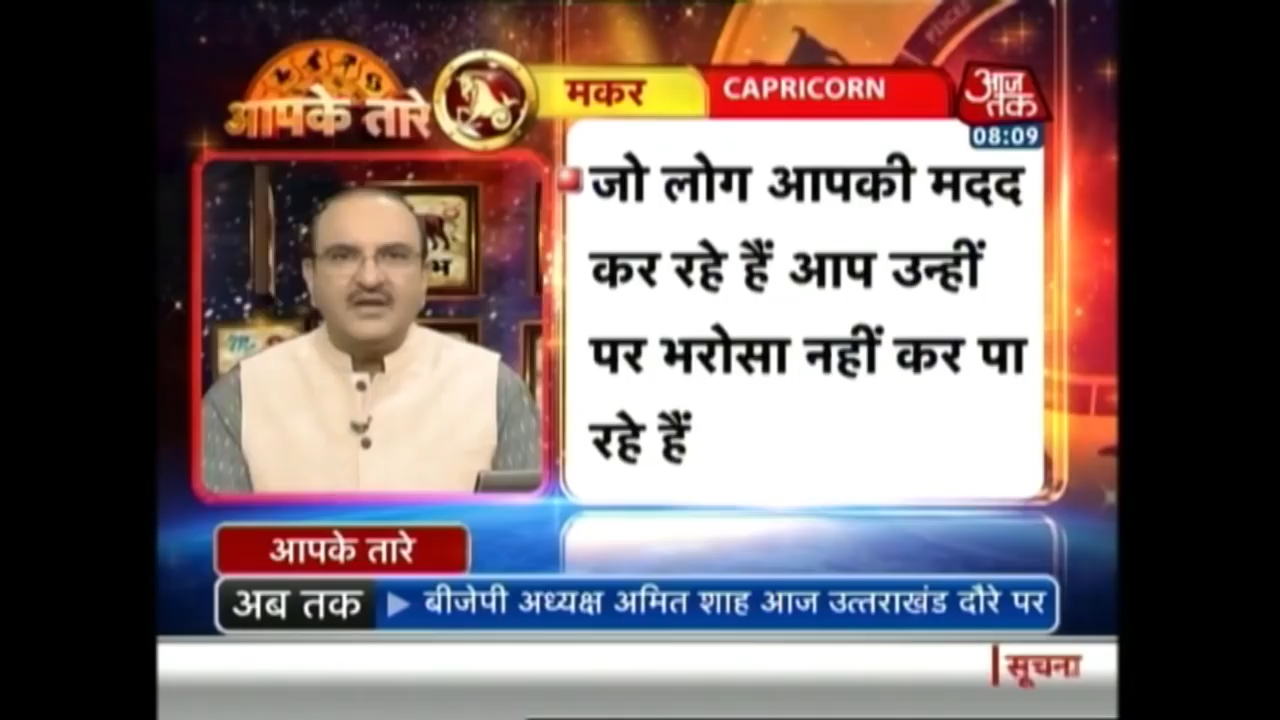 आपके तारे
मकर
CAPRICORN
आज
तक
08:09
PISCES
जो लोग आपकी मदद
कर रहे हैं आप उन्हीं
पर भरोसा नहीं कर पा
रहे हैं
भ
आपके तारे
अब तक
बीजेपी अध्यक्ष अमित शाह आज उत्तराखंड दौरे पर
सूचना